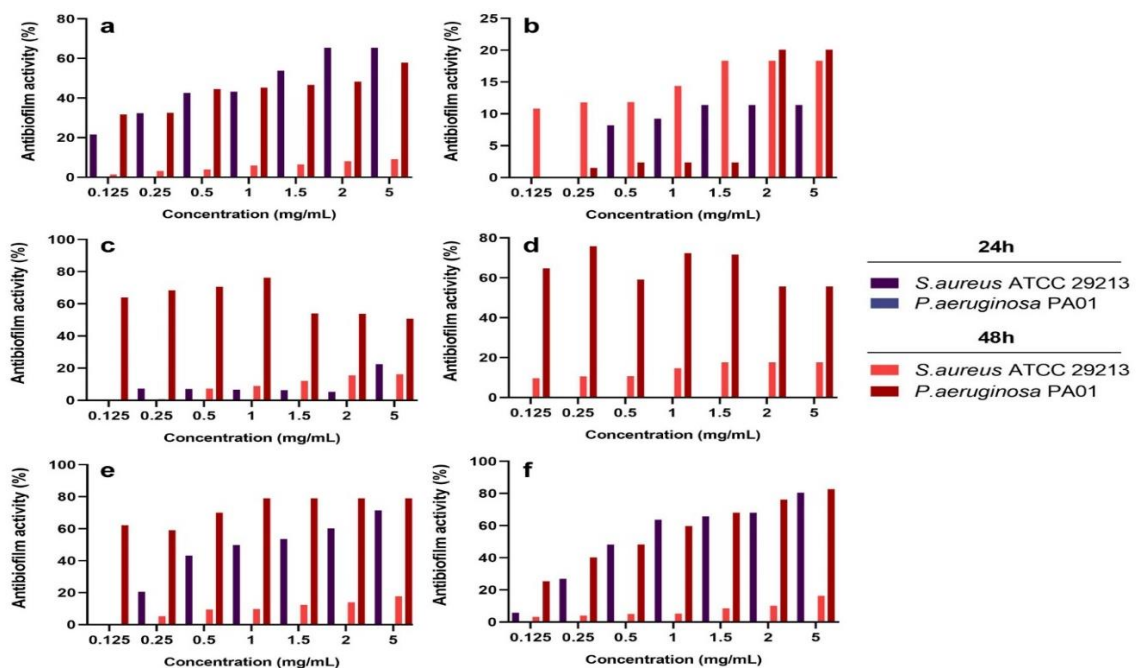 a
Antibiofilm activity (%)
80
60
40
20
0
0.125 0.25 0.5 1 1.5 2 5
Concentration (mg/mL)
b
Antibiofilm activity (%)
25
20
15
10
5
0
0.125 0.25 0.5 1 1.5 2 5
Concentration (mg/mL)
c
Antibiofilm activity (%)
100
80
60
40
20
0
0.125 0.25 0.5 1 1.5 2 5
Concentration (mg/mL)
d
Antibiofilm activity (%)
80
60
40
20
0
0.125 0.25 0.5 1 1.5 2 5
Concentration (mg/mL)
24h
S.aureus ATCC 29213
P.aeruginosa PA01
48h
S.aureus ATCC 29213
P.aeruginosa PA01
e
Antibiofilm activity (%)
100
80
60
40
20
0
0.125 0.25 0.5 1 1.5 2 5
Concentration (mg/mL)
f
Antibiofilm activity (%)
100
80
60
40
20
0
0.125 0.25 0.5 1 1.5 2 5
Concentration (mg/mL)